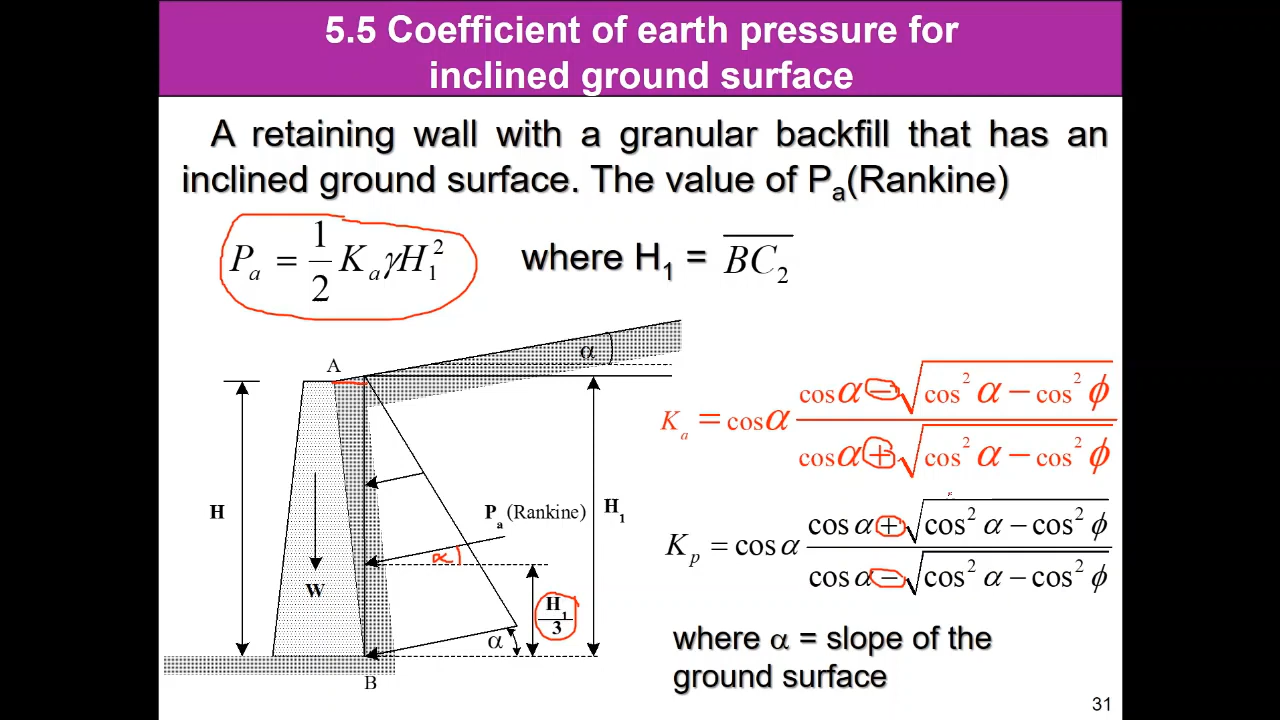 5.5 Coefficient of earth pressure for
inclined ground surface
A retaining wall with a granular backfill that has an
inclined ground surface. The value of Pₐ(Rankine)
Pₐ = 1/2 Kₐ γH₁² where H₁ = B̅C̅₂
A
α
Kₐ = cosα (cosα − √(cos²α − cos²ϕ)) / (cosα + √(cos²α − cos²ϕ))
H
Pₐ (Rankine)
H₁
α
Kₚ = cosα (cosα + √(cos²α − cos²ϕ)) / (cosα − √(cos²α − cos²ϕ))
W
H₁/3
α
where α = slope of the
ground surface
B
31